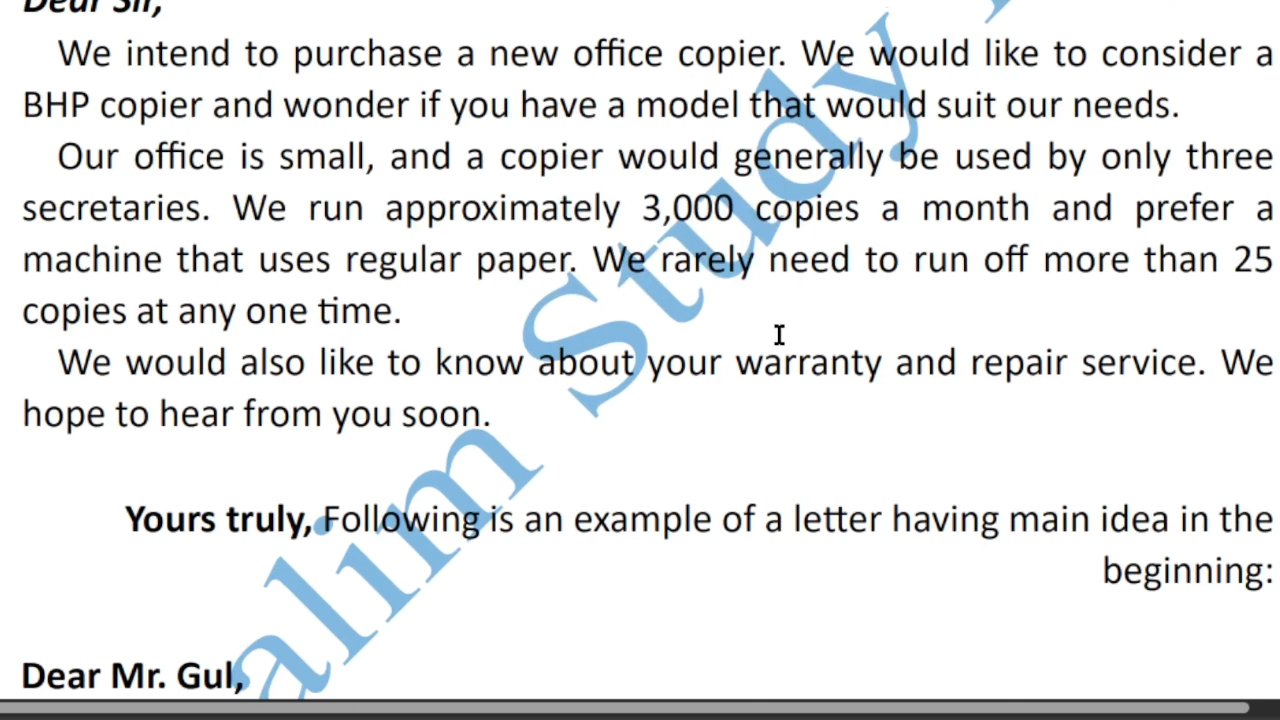 Dear Sir,
We intend to purchase a new office copier. We would like to consider a
BHP copier and wonder if you have a model that would suit our needs.
Our office is small, and a copier would generally be used by only three
secretaries. We run approximately 3,000 copies a month and prefer a
machine that uses regular paper. We rarely need to run off more than 25
copies at any one time.
We would also like to know about your warranty and repair service. We
hope to hear from you soon.
Yours truly, Following is an example of a letter having main idea in the
beginning:
Dear Mr. Gul,
alim Study